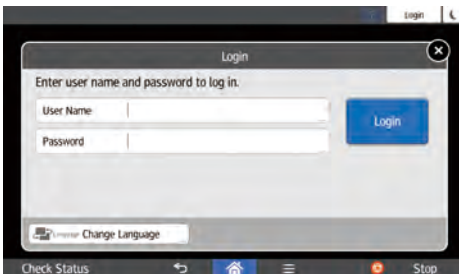 Login
Login
Enter user name and password to log in.
User Name
Login
Password
Change Language
Check Status
Stop